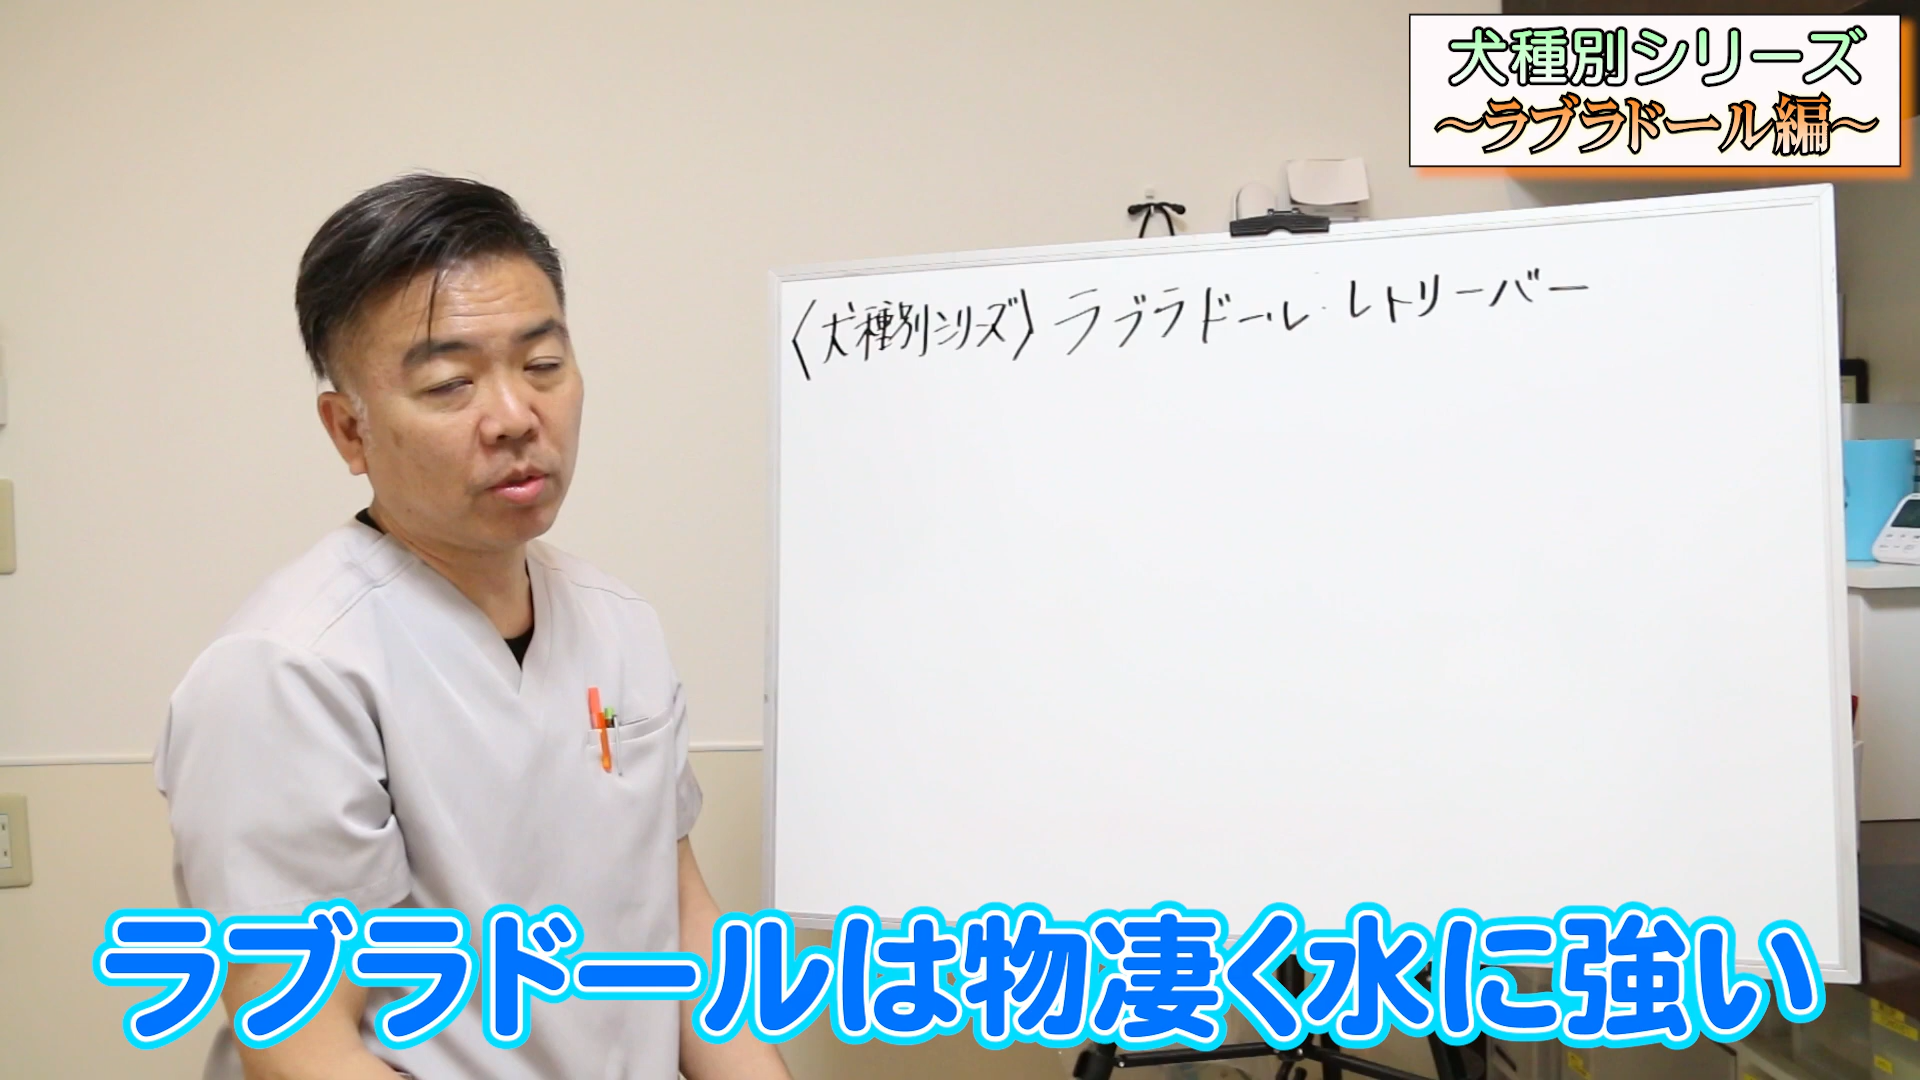 犬種別シリーズ
～ラブラドール編～
〈犬種別シリーズ〉ラブラドール・レトリーバー
ラブラドールは物凄く水に強い